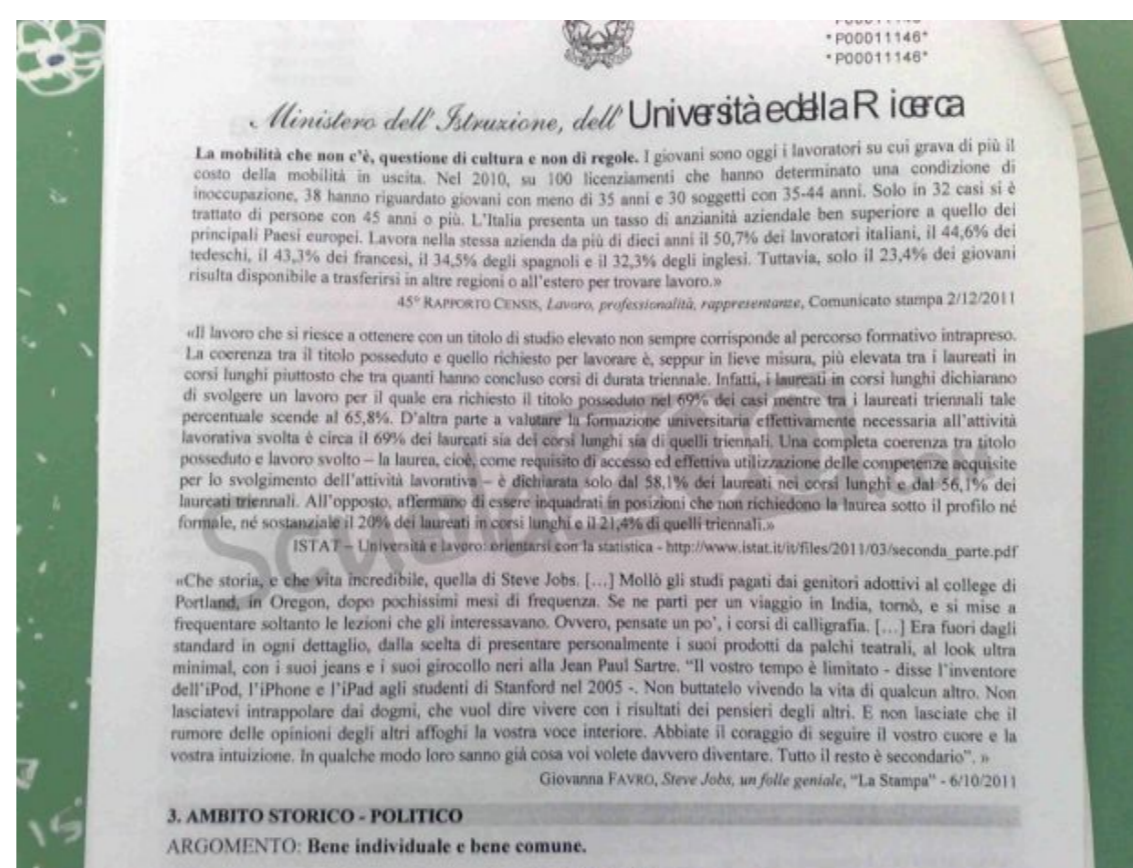 *P00011146*
*P00011146*
Ministero dell'Istruzione, dell'Università e della Ricerca
La mobilità che non c'è, questione di cultura e non di regole. I giovani sono oggi i lavoratori su cui grava di più il
costo della mobilità in uscita. Nel 2010, su 100 licenziamenti che hanno determinato una condizione di
inoccupazione, 38 hanno riguardato giovani con meno di 35 anni e 30 soggetti con 35-44 anni. Solo in 32 casi si è
trattato di persone con 45 anni o più. L'Italia presenta un tasso di anzianità aziendale ben superiore a quello dei
principali Paesi europei. Lavora nella stessa azienda da più di dieci anni il 50,7% dei lavoratori italiani, il 44,6% dei
tedeschi, il 43,3% dei francesi, il 34,5% degli spagnoli e il 32,3% degli inglesi. Tuttavia, solo il 23,4% dei giovani
risulta disponibile a trasferirsi in altre regioni o all'estero per trovare lavoro.»
45° RAPPORTO CENSIS, Lavoro, professionalità, rappresentanze, Comunicato stampa 2/12/2011
«Il lavoro che si riesce a ottenere con un titolo di studio elevato non sempre corrisponde al percorso formativo intrapreso.
La coerenza tra il titolo posseduto e quello richiesto per lavorare è, seppur in lieve misura, più elevata tra i laureati in
corsi lunghi piuttosto che tra quanti hanno concluso corsi di durata triennale. Infatti, i laureati in corsi lunghi dichiarano
di svolgere un lavoro per il quale era richiesto il titolo posseduto nel 69% dei casi mentre tra i laureati triennali tale
percentuale scende al 65,8%. D'altra parte a valutare la formazione universitaria effettivamente necessaria all'attività
lavorativa svolta è circa il 69% dei laureati sia dei corsi lunghi sia di quelli triennali. Una completa coerenza tra titolo
posseduto e lavoro svolto – la laurea, cioè, come requisito di accesso ed effettiva utilizzazione delle competenze acquisite
per lo svolgimento dell'attività lavorativa – è dichiarata solo dal 58,1% dei laureati nei corsi lunghi e dal 56,1% dei
laureati triennali. All'opposto, affermano di essere inquadrati in posizioni che non richiedono la laurea sotto il profilo né
formale, né sostanziale il 20% dei laureati in corsi lunghi e il 21,4% di quelli triennali.»
ISTAT – Università e lavoro: orientarsi con la statistica - http://www.istat.it/it/files/2011/03/seconda_parte.pdf
«Che storia, e che vita incredibile, quella di Steve Jobs. […] Mollò gli studi pagati dai genitori adottivi al college di
Portland, in Oregon, dopo pochissimi mesi di frequenza. Se ne partì per un viaggio in India, tornò, e si mise a
frequentare soltanto le lezioni che gli interessavano. Ovvero, pensate un po', i corsi di calligrafia. […] Era fuori dagli
standard in ogni dettaglio, dalla scelta di presentare personalmente i suoi prodotti da palchi teatrali, al look ultra
minimal, con i suoi jeans e i suoi girocollo neri alla Jean Paul Sartre. "Il vostro tempo è limitato - disse l'inventore
dell'iPod, l'iPhone e l'iPad agli studenti di Stanford nel 2005 -. Non buttatelo vivendo la vita di qualcun altro. Non
lasciatevi intrappolare dai dogmi, che vuol dire vivere con i risultati dei pensieri degli altri. E non lasciate che il
rumore delle opinioni degli altri affoghi la vostra voce interiore. Abbiate il coraggio di seguire il vostro cuore e la
vostra intuizione. In qualche modo loro sanno già cosa voi volete davvero diventare. Tutto il resto è secondario". »
Giovanna FAVRO, Steve Jobs, un folle geniale, "La Stampa" - 6/10/2011
3. AMBITO STORICO - POLITICO
ARGOMENTO: Bene individuale e bene comune.